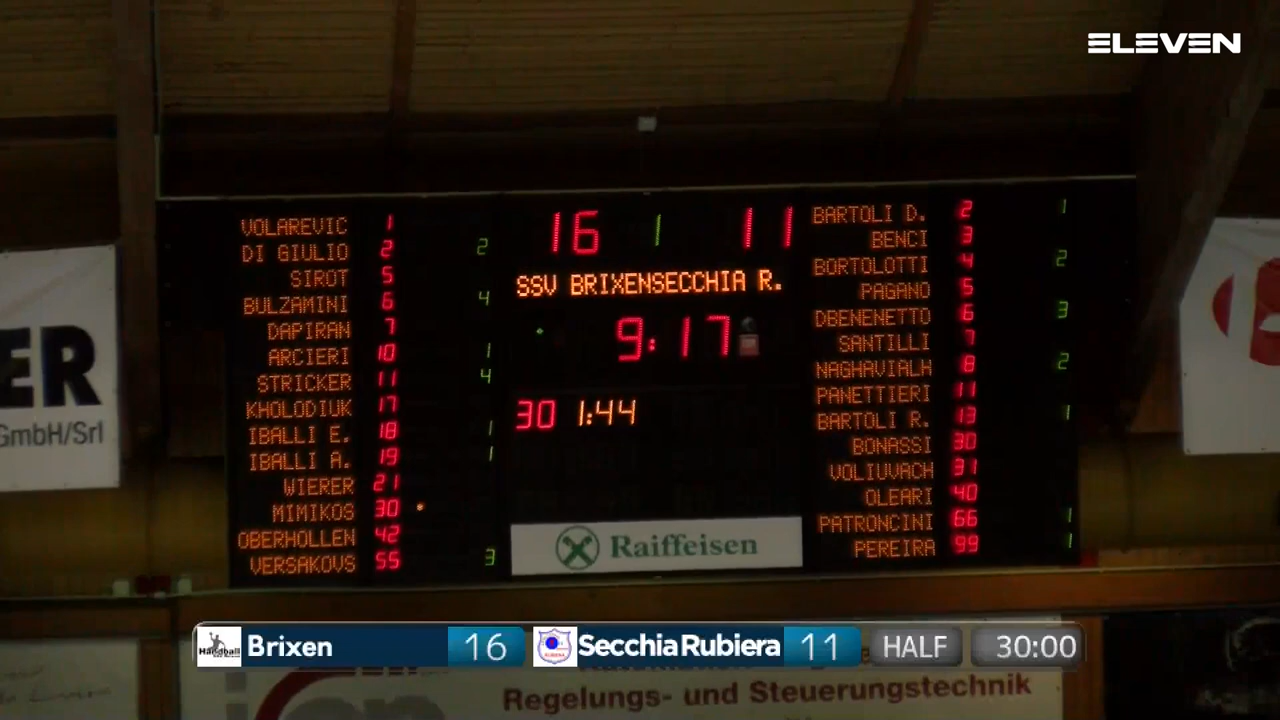 ELEVEN
VOLAREVIC 1
DI GIULIO 2 2
SIROT 5
BULZAMINI 6 4
DAPIRAN 7
ARCIERI 10 1
STRICKER 11 4
KHOLODIUK 17
IBALLI E. 18 1
IBALLI A. 19 1
WIERER 21
MIMIKOS 30
OBERHOLLEN 42
VERSAKOVS 55 3
16 1 11
SSV BRIXENSECCHIA R.
9:17
30 1:44
Raiffeisen
BARTOLI D. 2 1
BENCI 3
BORTOLOTTI 4 2
PAGANO 5
DBENENETTO 6 3
SANTILLI 7
NAGHAVIALH 8 2
PANETTIERI 11
BARTOLI R. 13 1
BONASSI 30
VOLIUVACH 31
OLEARI 40
PATRONCINI 66 1
PEREIRA 99 1
ER
GmbH/Srl
Handball
Brixen 16 SecchiaRubiera 11 HALF 30:00
Regelungs- und Steuerungstechnik